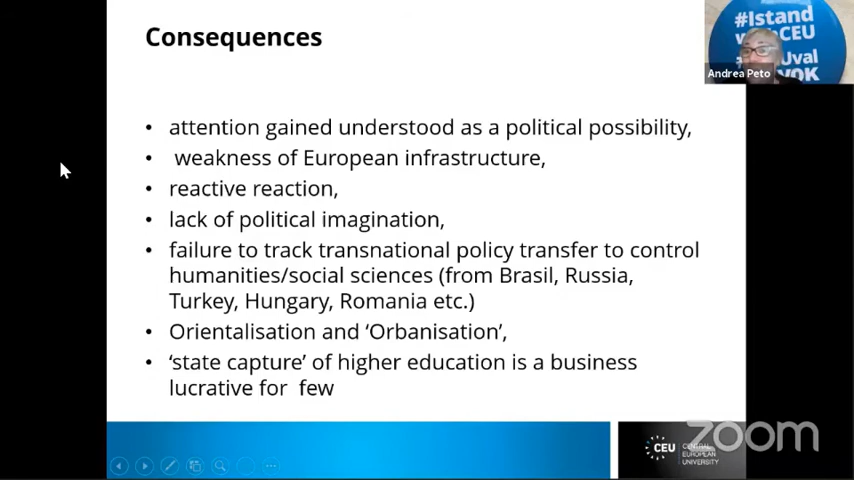 Consequences
#Istand
withCEU
Uval
VOK
Andrea Peto
• attention gained understood as a political possibility,
• weakness of European infrastructure,
• reactive reaction,
• lack of political imagination,
• failure to track transnational policy transfer to control
humanities/social sciences (from Brasil, Russia,
Turkey, Hungary, Romania etc.)
• Orientalisation and ‘Orbanisation’,
• ‘state capture’ of higher education is a business
lucrative for few
CEU
CENTRAL
EUROPEAN
UNIVERSITY
zoom